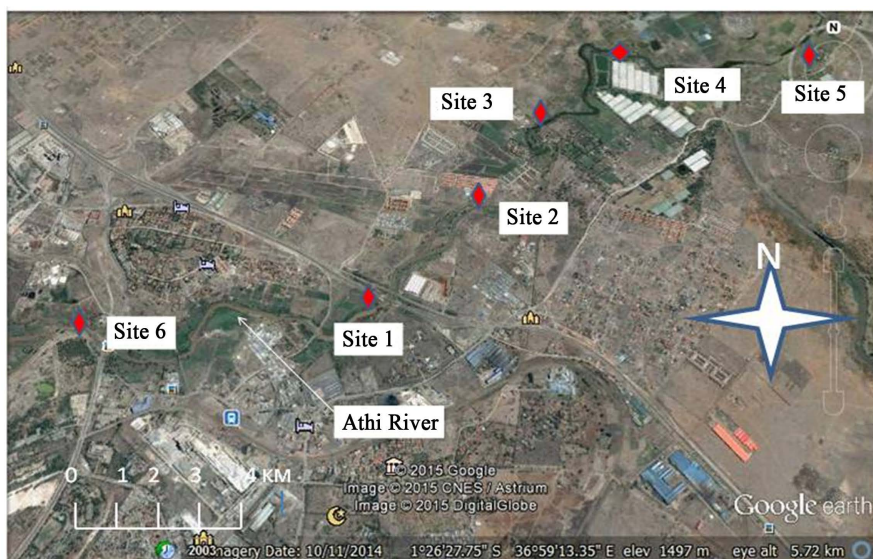 N
Site 3
Site 4
Site 5
Site 2
N
Site 6
Site 1
Athi River
0 1 2 3 4 KM
© 2015 Google
Image © 2015 CNES / Astrium
Image © 2015 DigitalGlobe
Google earth
2003 magery Date: 10/11/2014 1°26'27.75" S 36°59'13.35" E elev 1497 m eye alt 5.72 km